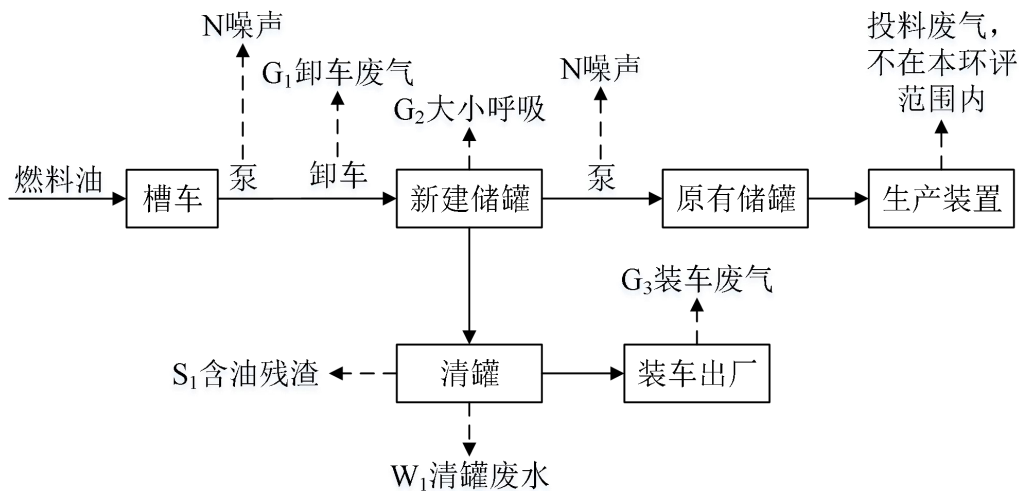 N噪声
投料废气，
不在本环评
范围内
G₁卸车废气
N噪声
G₂大小呼吸
燃料油
槽车
泵
卸车
新建储罐
泵
原有储罐
生产装置
G₃装车废气
S₁含油残渣
清罐
装车出厂
W₁清罐废水